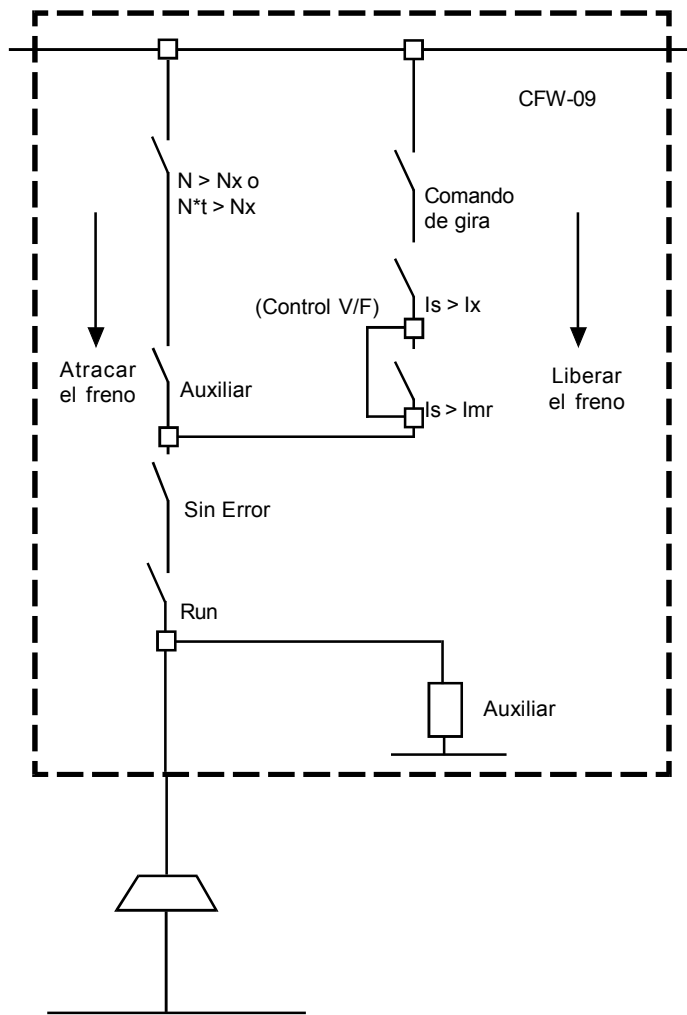 CFW-09
N > Nx o
N*t > Nx
Comando
de gira
(Control V/F)
Is > Ix
Atracar
el freno
Auxiliar
Liberar
el freno
Is > Imr
Sin Error
Run
Auxiliar